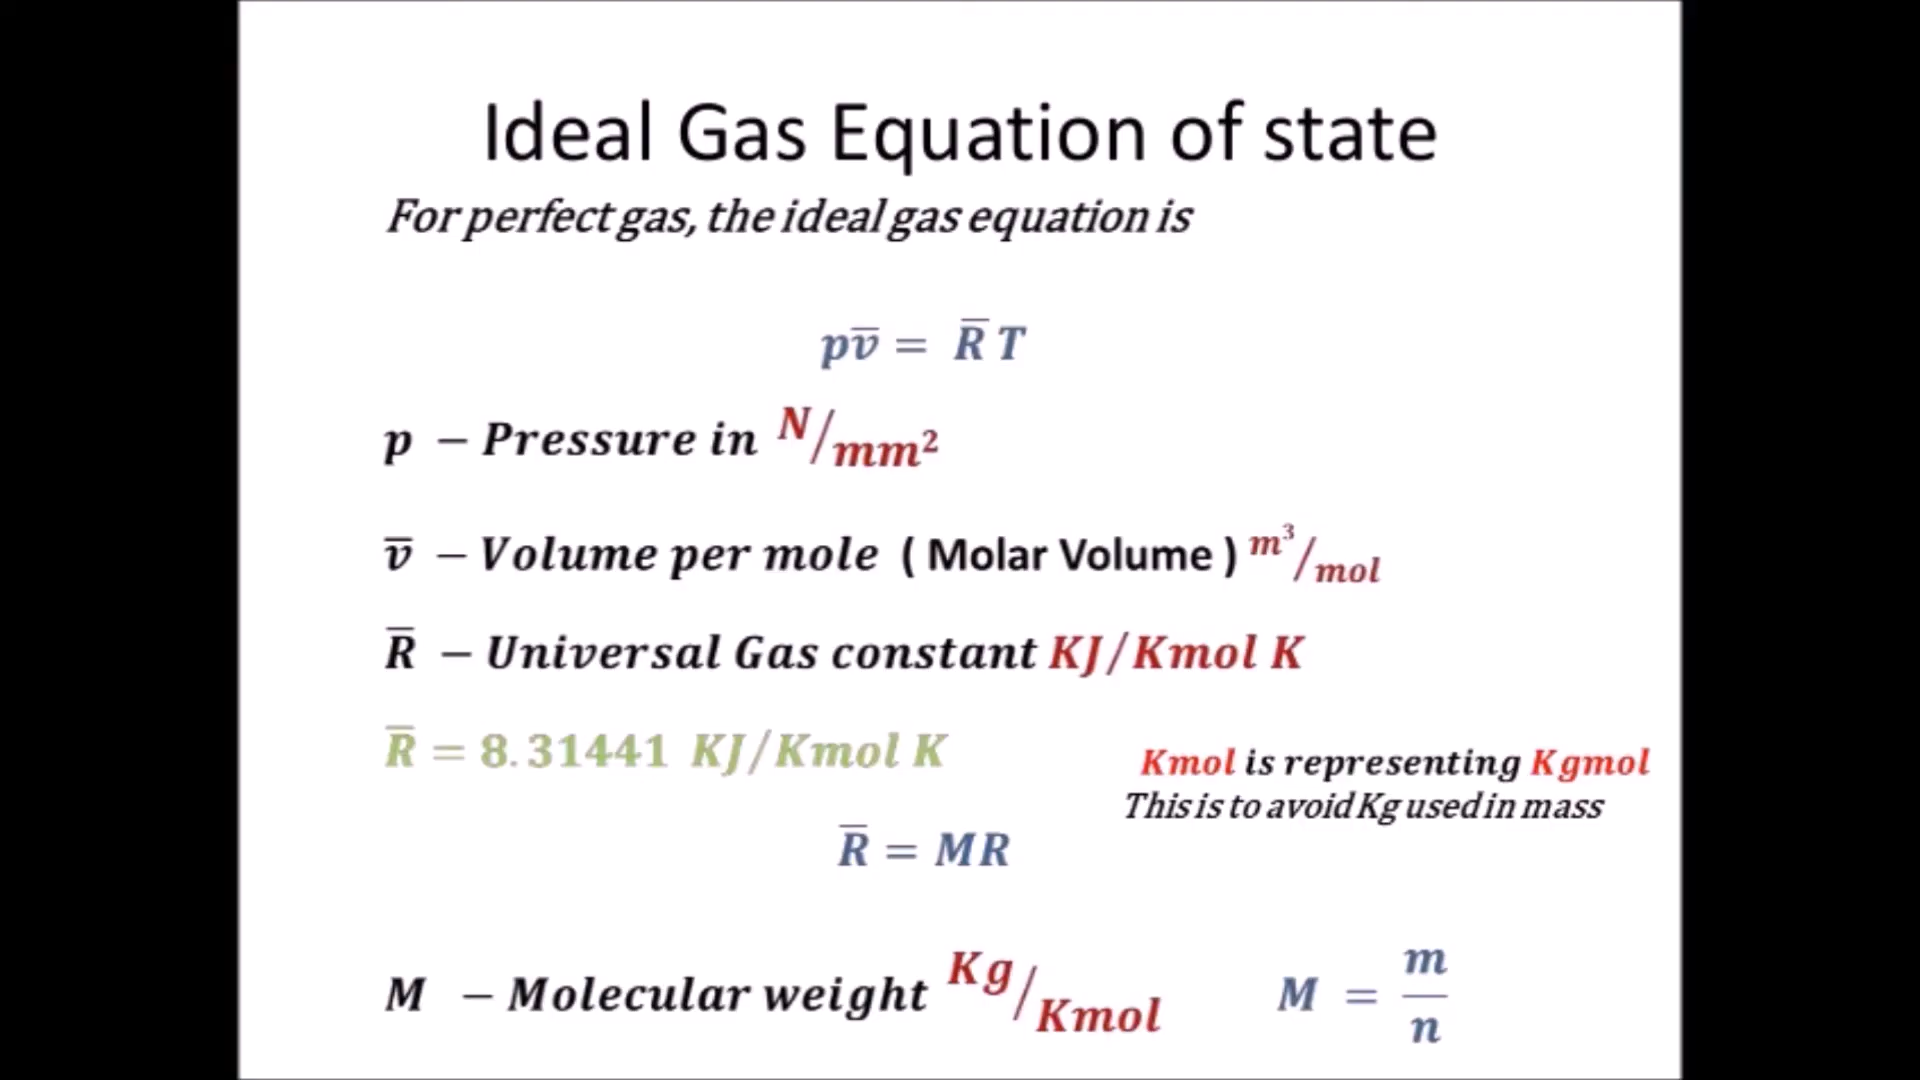 Ideal Gas Equation of state
For perfect gas, the ideal gas equation is
pv̅ = R̅ T
p – Pressure in N/mm²
v̅ – Volume per mole ( Molar Volume ) m³/mol
R̅ – Universal Gas constant KJ/Kmol K
R̅ = 8.31441 KJ/Kmol K
Kmol is representing Kgmol
This is to avoid Kg used in mass
R̅ = MR
M – Molecular weight Kg/Kmol
M = m/n